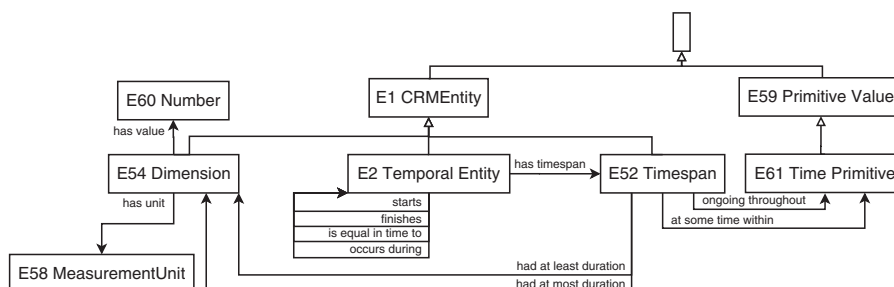 E60 Number
E1 CRMEntity
E59 Primitive Value
has value
E54 Dimension
E2 Temporal Entity
has timespan
E52 Timespan
E61 Time Primitive
has unit
starts
ongoing throughout
finishes
at some time within
is equal in time to
occurs during
E58 MeasurementUnit
had at least duration
had at most duration